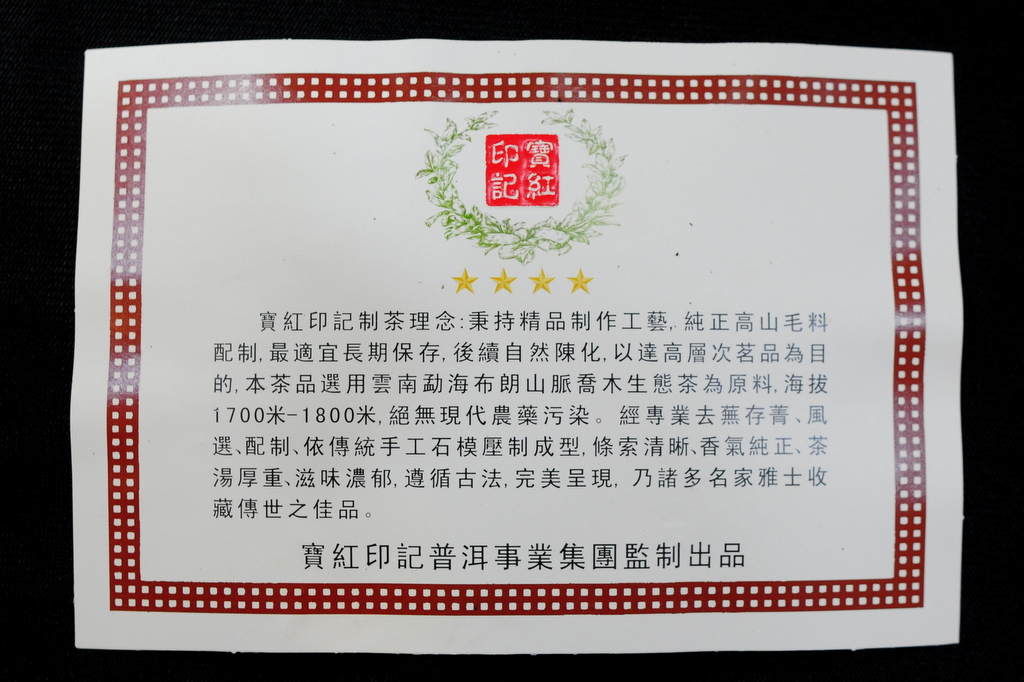 寶紅
印記
寶紅印記制茶理念:秉持精品制作工藝,純正高山毛料
配制,最適宜長期保存,後續自然陳化,以達高層次茗品為目
的,本茶品選用雲南勐海布朗山脈喬木生態茶為原料,海拔
1700米-1800米,絕無現代農藥污染。經專業去蕪存菁、風
選、配制、依傳統手工石模壓制成型,條索清晰、香氣純正、茶
湯厚重、滋味濃郁,遵循古法,完美呈現,乃諸多名家雅士收
藏傳世之佳品。
寶紅印記普洱事業集團監制出品